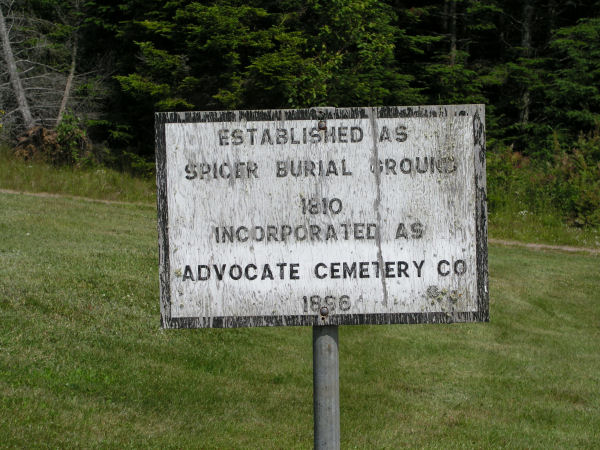 ESTABLISHED AS
SPICER BURIAL GROUND
1810
INCORPORATED AS
ADVOCATE CEMETERY CO
1896